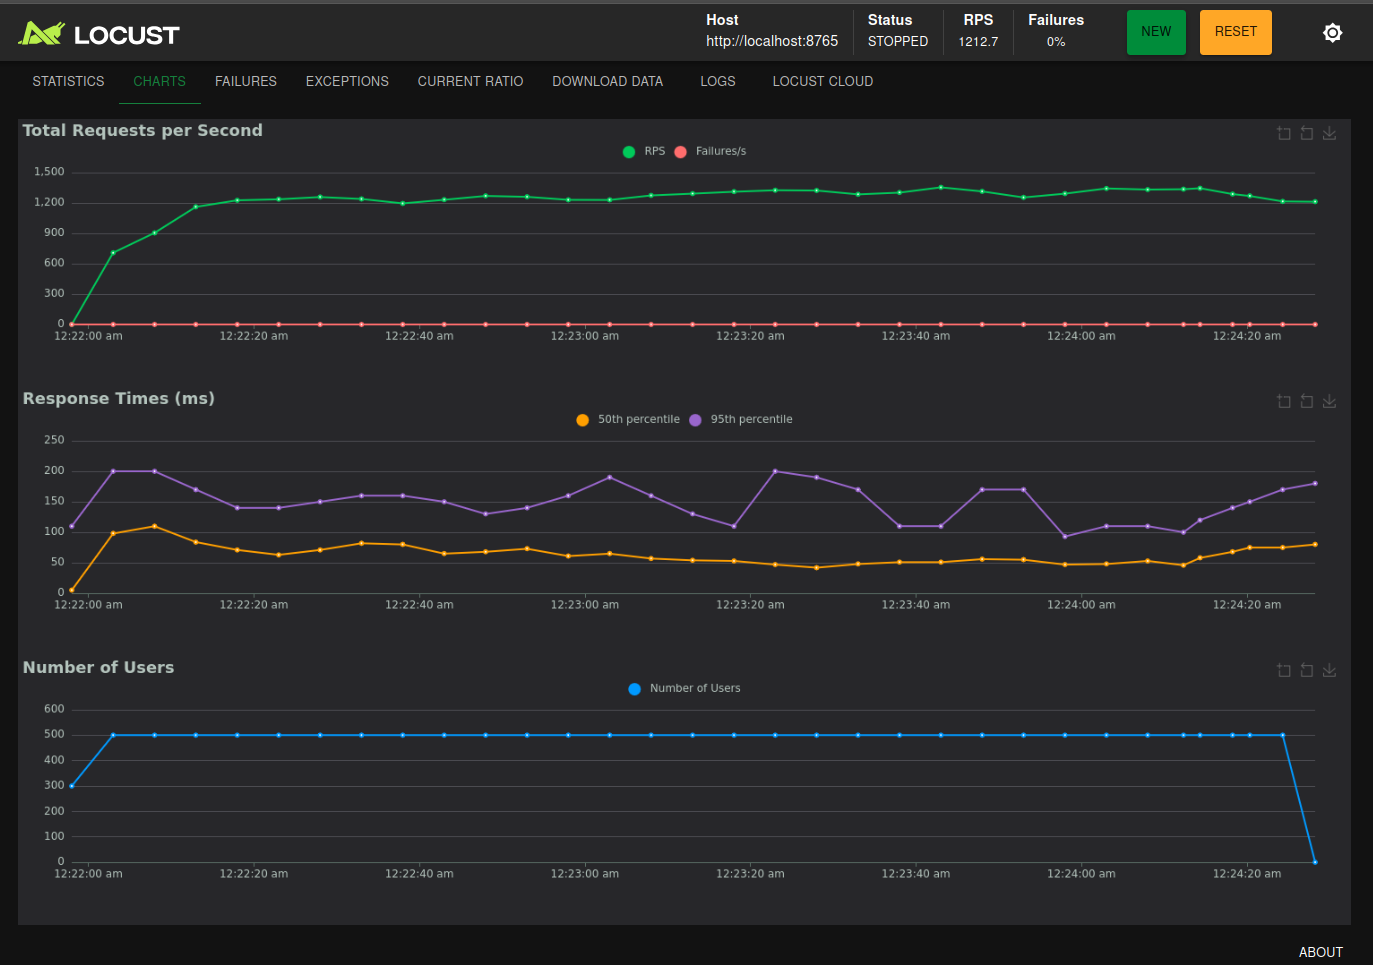 LOCUST
Host
http://localhost:8765
Status
STOPPED
RPS
1212.7
Failures
0%
NEW
RESET
STATISTICS
CHARTS
FAILURES
EXCEPTIONS
CURRENT RATIO
DOWNLOAD DATA
LOGS
LOCUST CLOUD
Total Requests per Second
RPS Failures/s
1,500
1,200
900
600
300
0
12:22:00 am 12:22:20 am 12:22:40 am 12:23:00 am 12:23:20 am 12:23:40 am 12:24:00 am 12:24:20 am
Response Times (ms)
50th percentile 95th percentile
250
200
150
100
50
0
12:22:00 am 12:22:20 am 12:22:40 am 12:23:00 am 12:23:20 am 12:23:40 am 12:24:00 am 12:24:20 am
Number of Users
Number of Users
600
500
400
300
200
100
0
12:22:00 am 12:22:20 am 12:22:40 am 12:23:00 am 12:23:20 am 12:23:40 am 12:24:00 am 12:24:20 am
ABOUT